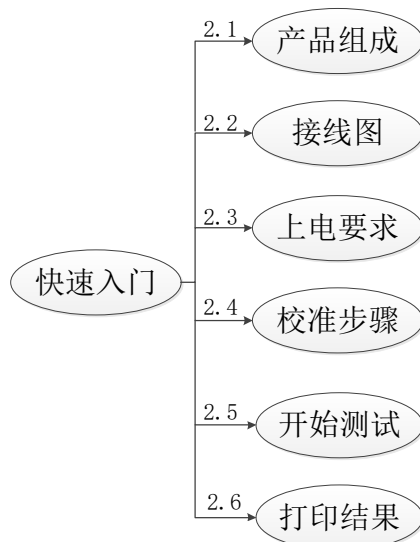 2.1
产品组成
2.2
接线图
2.3
上电要求
快速入门
2.4
校准步骤
2.5
开始测试
2.6
打印结果